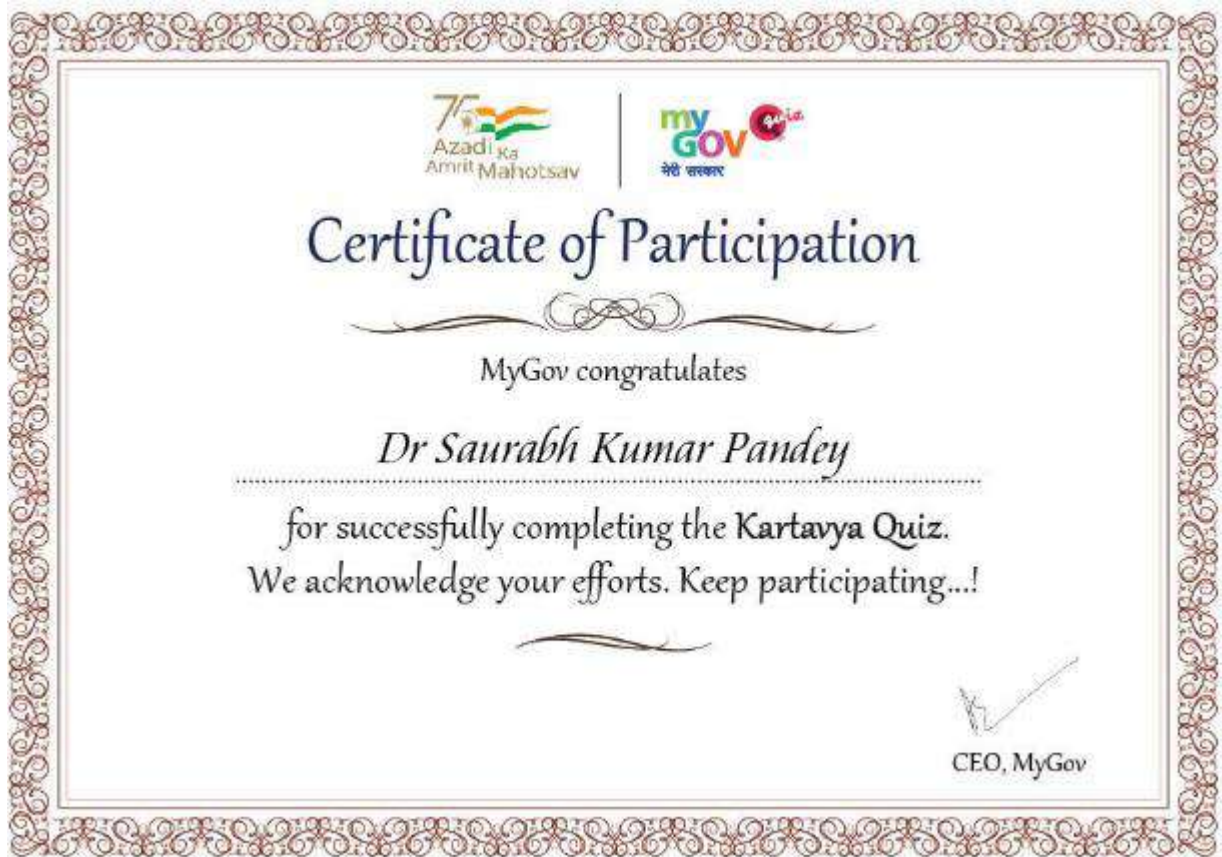 75
Azadi Ka
Amrit Mahotsav
my
GOV
quiz
मेरी सरकार
Certificate of Participation
MyGov congratulates
Dr Saurabh Kumar Pandey
for successfully completing the Kartavya Quiz.
We acknowledge your efforts. Keep participating...!
CEO, MyGov